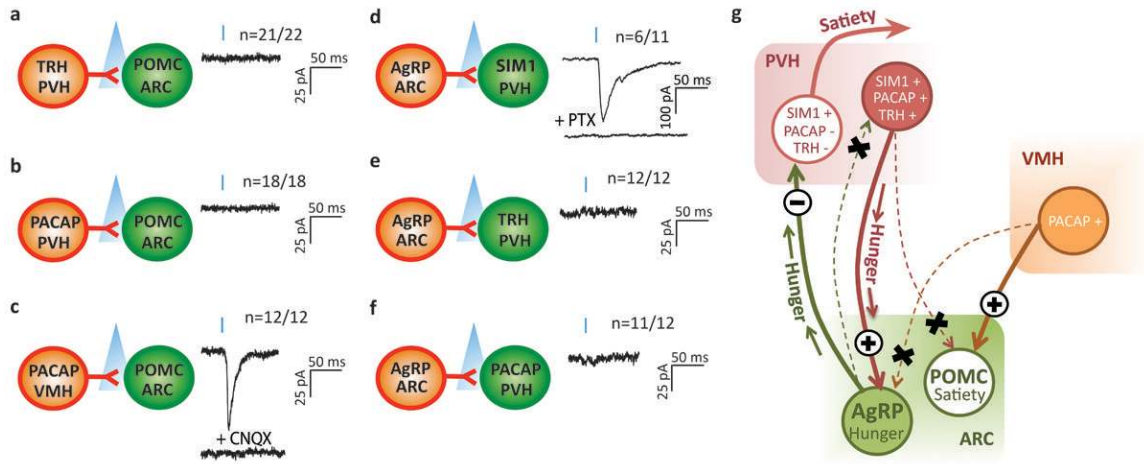 a
TRH
PVH
POMC
ARC
n=21/22
50 ms
25 pA
b
PACAP
PVH
POMC
ARC
n=18/18
50 ms
25 pA
c
PACAP
VMH
POMC
ARC
n=12/12
50 ms
25 pA
+ CNQX
d
AgRP
ARC
SIM1
PVH
n=6/11
50 ms
100 pA
+ PTX
e
AgRP
ARC
TRH
PVH
n=12/12
50 ms
25 pA
f
AgRP
ARC
PACAP
PVH
n=11/12
50 ms
25 pA
g
Satiety
PVH
SIM1 +
PACAP -
TRH -
SIM1 +
PACAP +
TRH +
VMH
PACAP +
Hunger
Hunger
POMC
Satiety
AgRP
Hunger
ARC